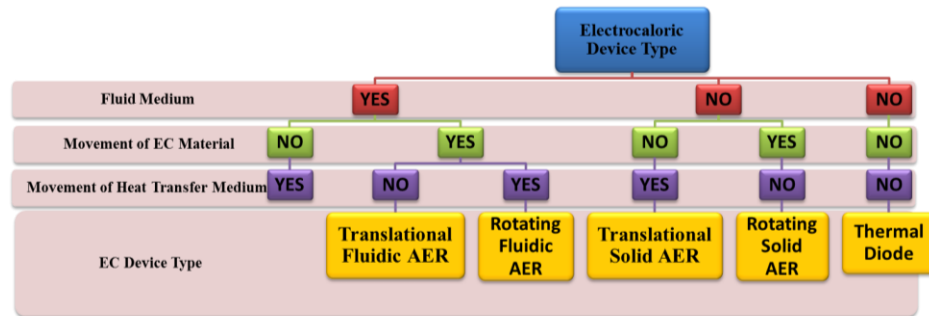 Electrocaloric
Device Type
Fluid Medium
YES
NO
NO
Movement of EC Material
NO
YES
NO
YES
NO
Movement of Heat Transfer Medium
YES
NO
YES
YES
NO
NO
EC Device Type
Translational
Fluidic AER
Rotating
Fluidic
AER
Translational
Solid AER
Rotating
Solid
AER
Thermal
Diode